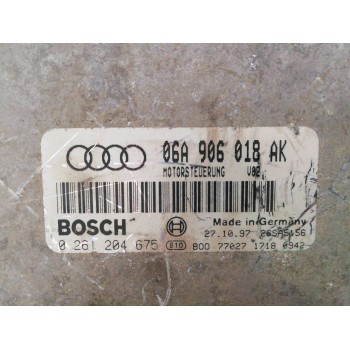 06A 906 018 AK
MOTORSTEUERUNG V02
BOSCH
Made in Germany
27.10.97 26SA5156
0 261 204 675 B00 77027 1718 0942